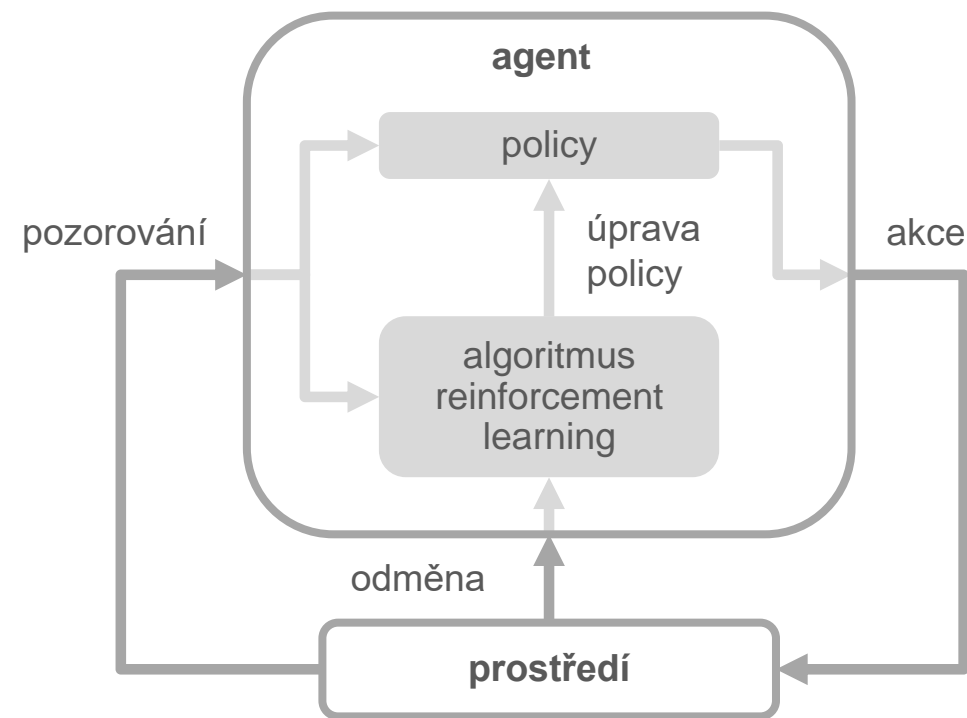 agent
policy
pozorování
úprava
policy
akce
algoritmus
reinforcement
learning
odměna
prostředí